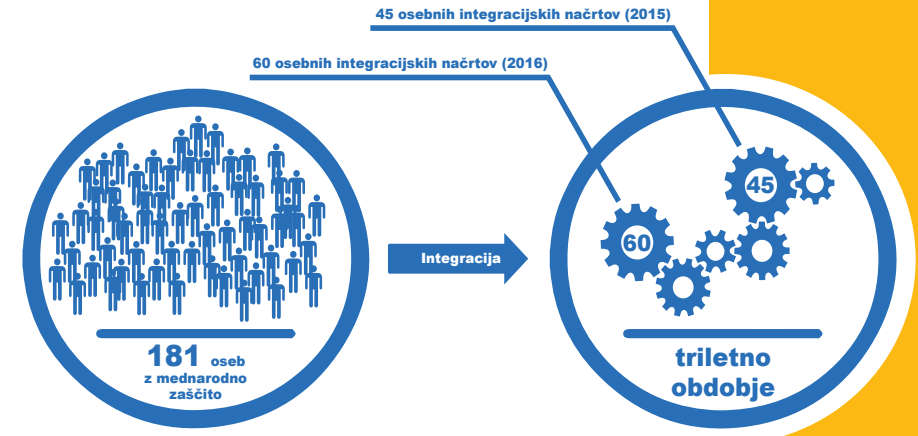 45 osebnih integracijskih načrtov (2015)
60 osebnih integracijskih načrtov (2016)
45
60
Integracija
181 oseb
z mednarodno
zaščito
triletno
obdobje